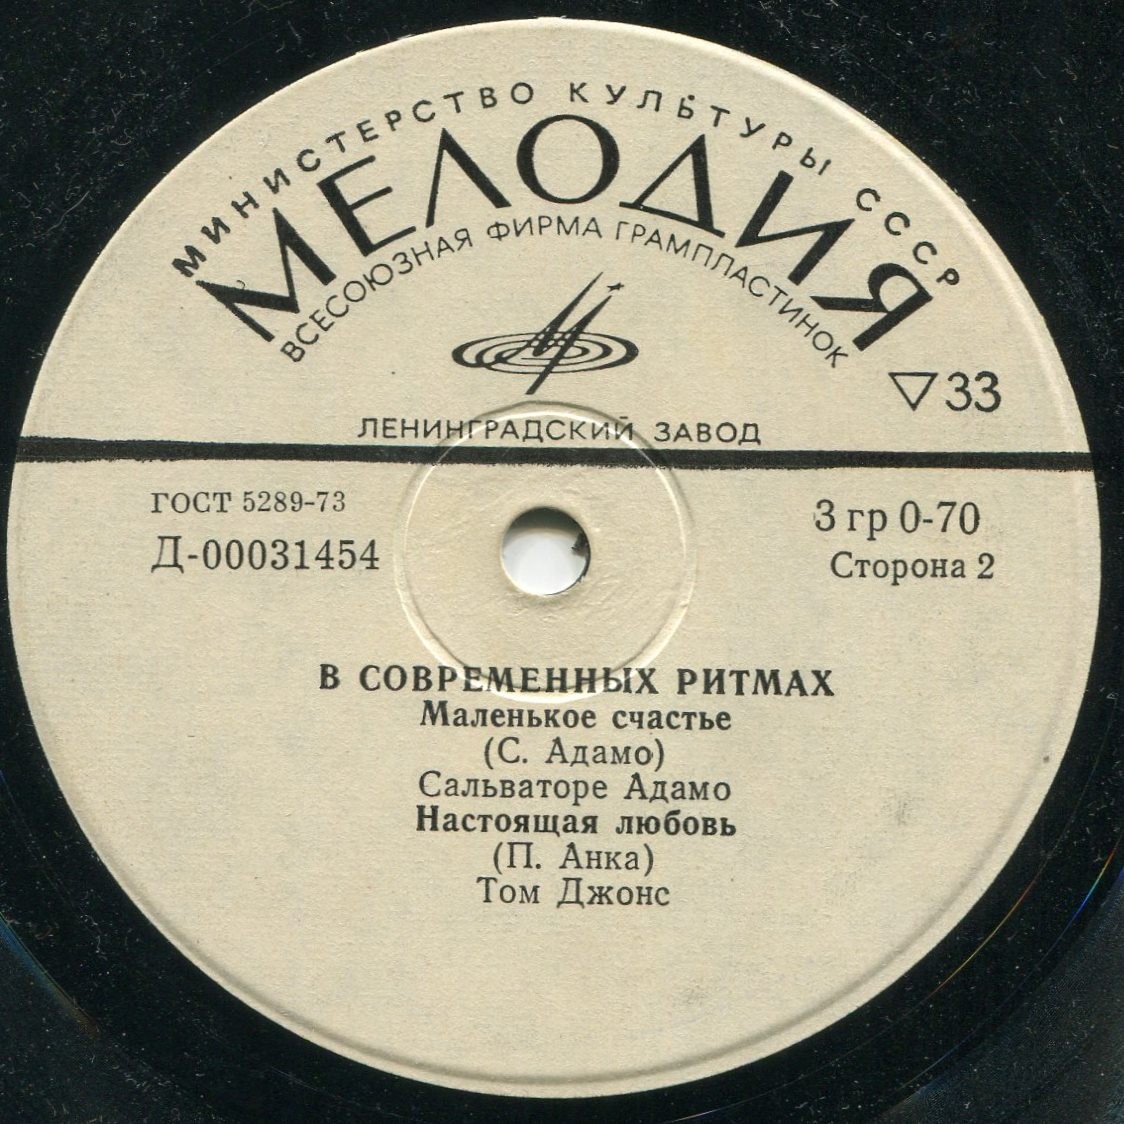 МИНИСТЕРСТВО КУЛЬТУРЫ СССР
МЕЛОДИЯ
ВСЕСОЮЗНАЯ ФИРМА ГРАМПЛАСТИНОК
▽33
ЛЕНИНГРАДСКИЙ ЗАВОД
ГОСТ 5289-73
3 гр 0-70
Д-00031454
Сторона 2
В СОВРЕМЕННЫХ РИТМАХ
Маленькое счастье
(С. Адамо)
Сальваторе Адамо
Настоящая любовь
(П. Анка)
Том Джонс